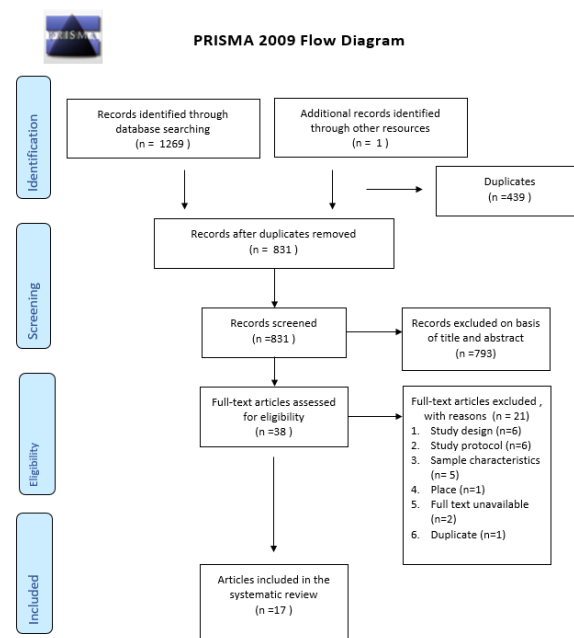 PRISMA
PRISMA 2009 Flow Diagram
Identification
Records identified through
database searching
(n = 1269 )
Additional records identified
through other resources
(n = 1 )
Duplicates
(n =439 )
Records after duplicates removed
(n = 831 )
Screening
Records screened
(n =831 )
Records excluded on basis
of title and abstract
(n =793)
Eligibility
Full-text articles assessed
for eligibility
(n =38 )
Full-text articles excluded ,
with reasons (n = 21)
1. Study design (n=6)
2. Study protocol (n=6)
3. Sample characteristics
(n= 5)
4. Place (n=1)
5. Full text unavailable
(n=2)
6. Duplicate (n=1)
Included
Articles included in the
systematic review
(n =17 )